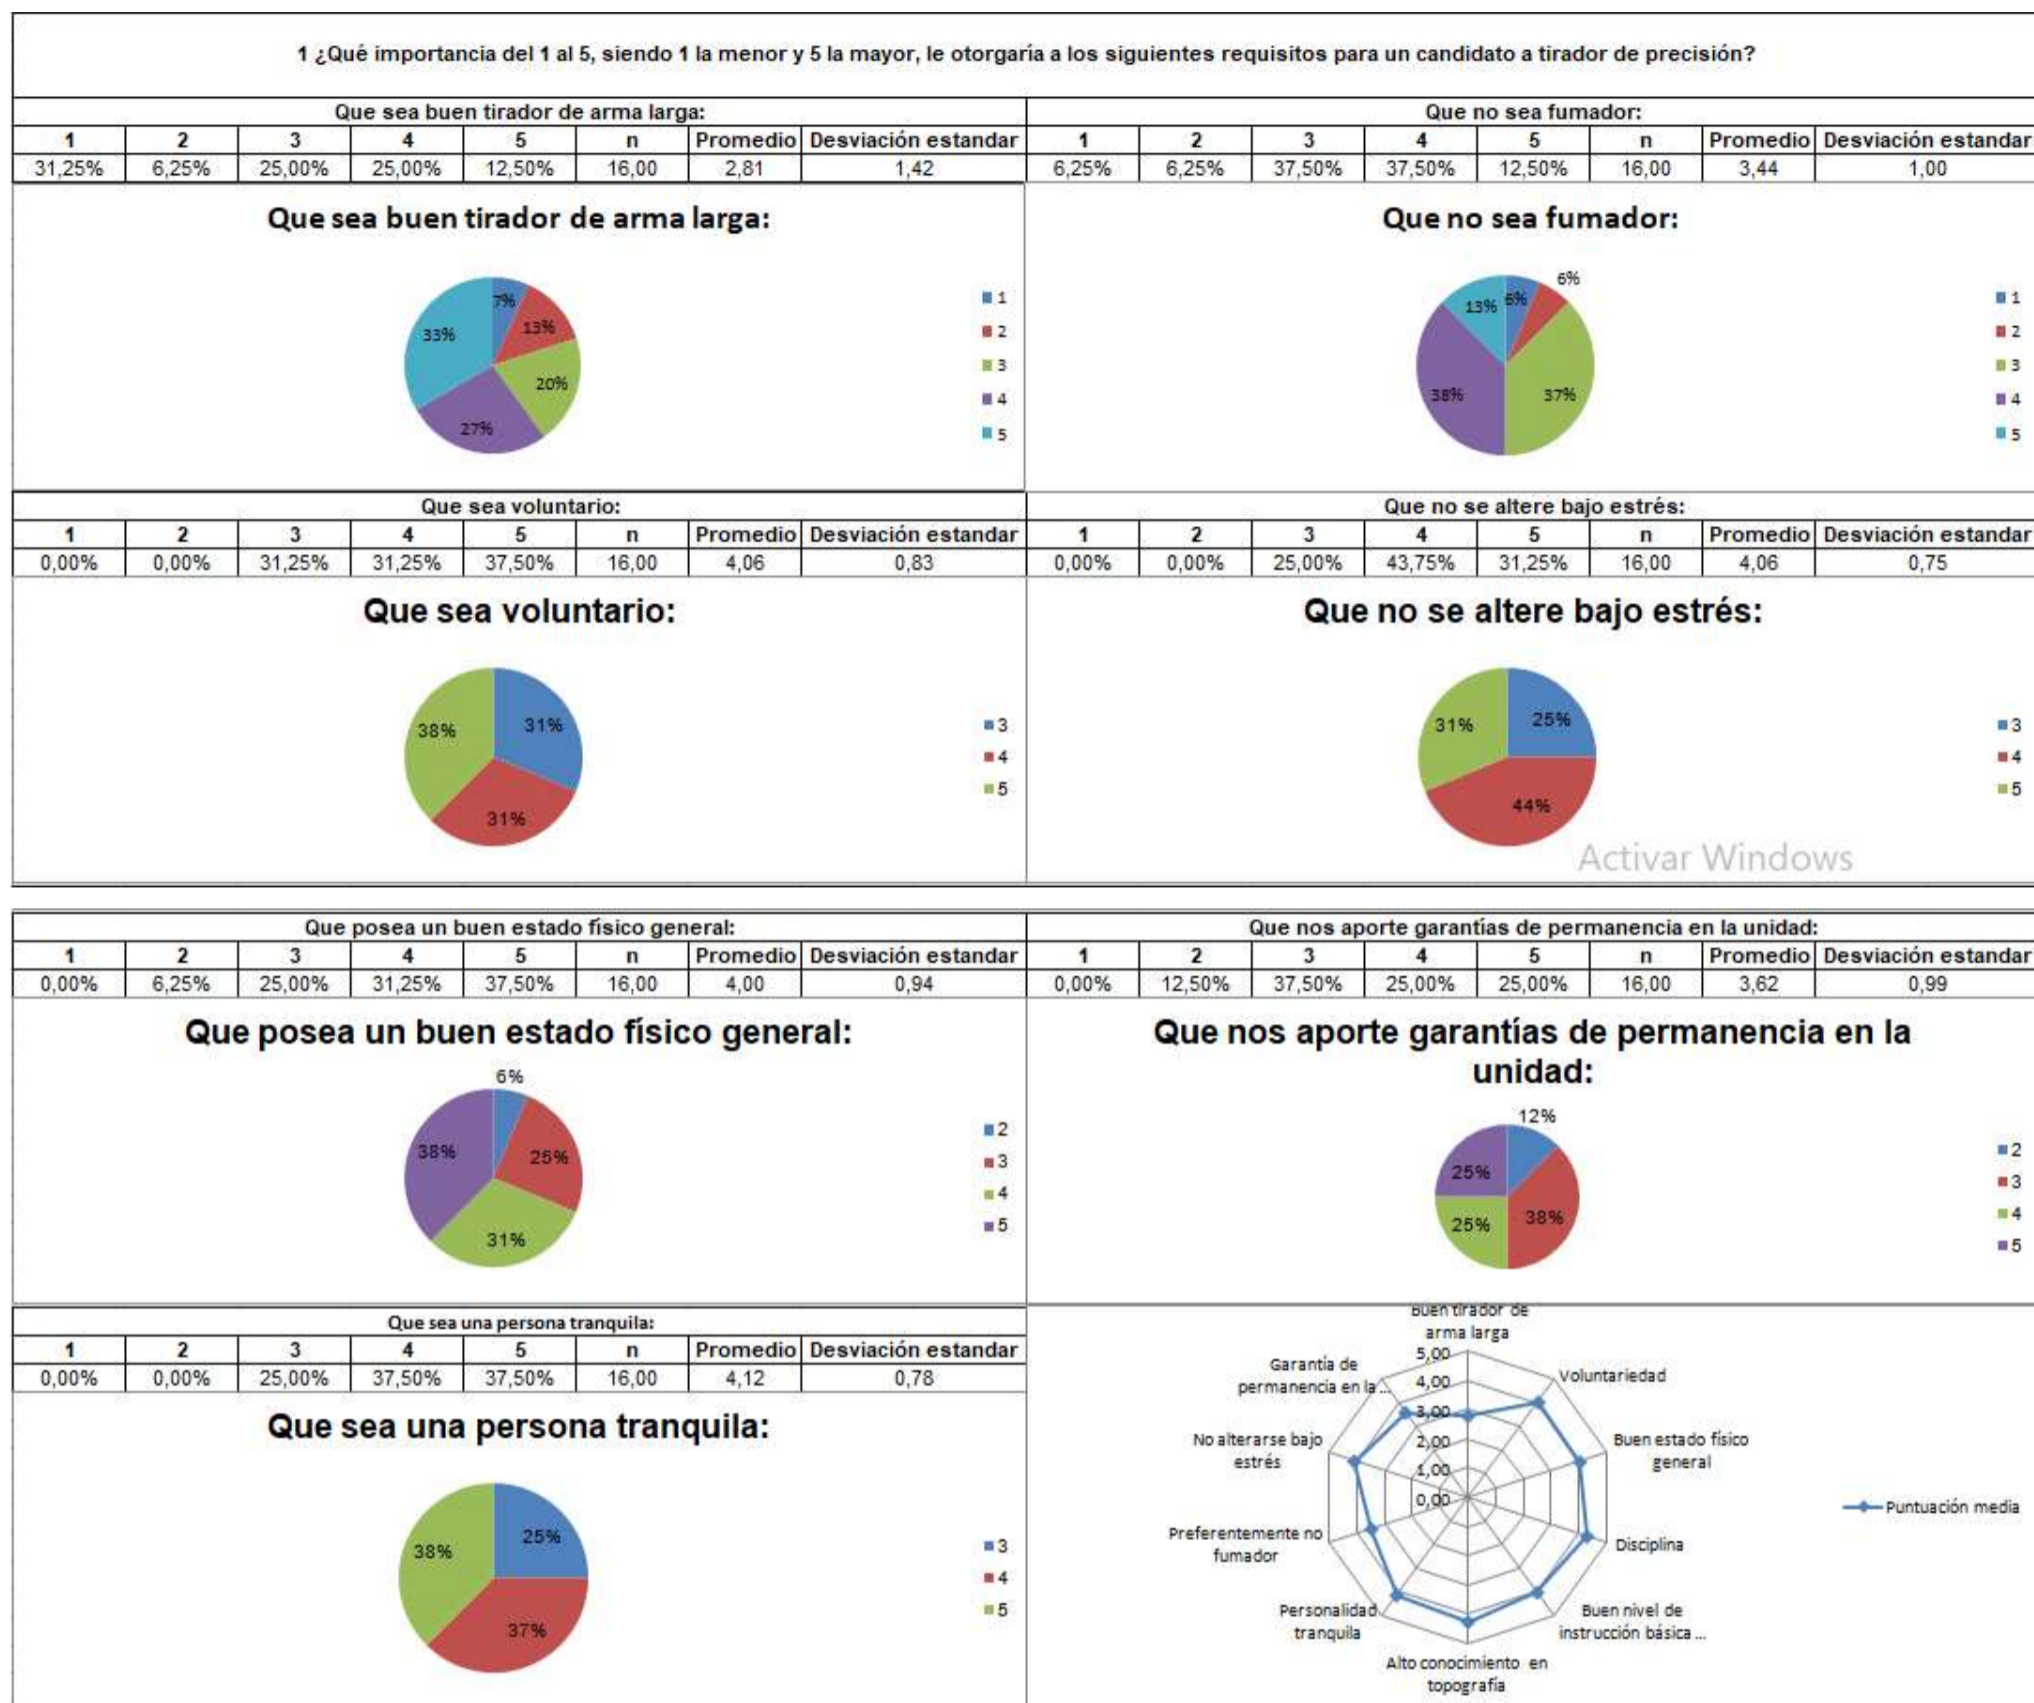 1 ¿Qué importancia del 1 al 5, siendo 1 la menor y 5 la mayor, le otorgaría a los siguientes requisitos para un candidato a tirador de precisión?
Que sea buen tirador de arma larga:
1 2 3 4 5 n Promedio Desviación estandar
31,25% 6,25% 25,00% 25,00% 12,50% 16,00 2,81 1,42
Que sea buen tirador de arma larga:
7%
13%
20%
27%
33%
1
2
3
4
5
Que no sea fumador:
1 2 3 4 5 n Promedio Desviación estandar
6,25% 6,25% 37,50% 37,50% 12,50% 16,00 3,44 1,00
Que no sea fumador:
6%
6%
37%
38%
13%
1
2
3
4
5
Que sea voluntario:
1 2 3 4 5 n Promedio Desviación estandar
0,00% 0,00% 31,25% 31,25% 37,50% 16,00 4,06 0,83
Que sea voluntario:
31%
31%
38%
3
4
5
Que no se altere bajo estrés:
1 2 3 4 5 n Promedio Desviación estandar
0,00% 0,00% 25,00% 43,75% 31,25% 16,00 4,06 0,75
Que no se altere bajo estrés:
25%
44%
31%
3
4
5
Activar Windows
Que posea un buen estado físico general:
1 2 3 4 5 n Promedio Desviación estandar
0,00% 6,25% 25,00% 31,25% 37,50% 16,00 4,00 0,94
Que posea un buen estado físico general:
6%
25%
31%
38%
2
3
4
5
Que nos aporte garantías de permanencia en la unidad:
1 2 3 4 5 n Promedio Desviación estandar
0,00% 12,50% 37,50% 25,00% 25,00% 16,00 3,62 0,99
Que nos aporte garantías de permanencia en la
unidad:
12%
38%
25%
25%
2
3
4
5
Que sea una persona tranquila:
1 2 3 4 5 n Promedio Desviación estandar
0,00% 0,00% 25,00% 37,50% 37,50% 16,00 4,12 0,78
Que sea una persona tranquila:
25%
37%
38%
3
4
5
Buen tirador de
arma larga
Voluntariedad
Buen estado físico
general
Disciplina
Buen nivel de
instrucción básica ...
Alto conocimiento en
topografía
Personalidad
tranquila
Preferentemente no
fumador
No alterarse bajo
estrés
Garantía de
permanencia en la ...
5,00
4,00
3,00
2,00
1,00
0,00
Puntuación media